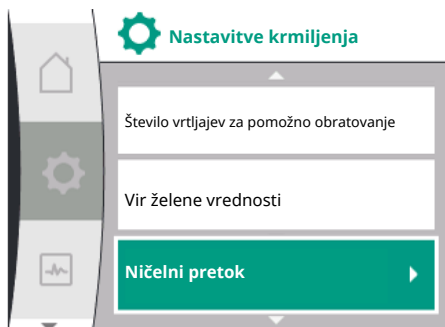 Nastavitve krmiljenja
Število vrtljajev za pomožno obratovanje
Vir želene vrednosti
Ničelni pretok